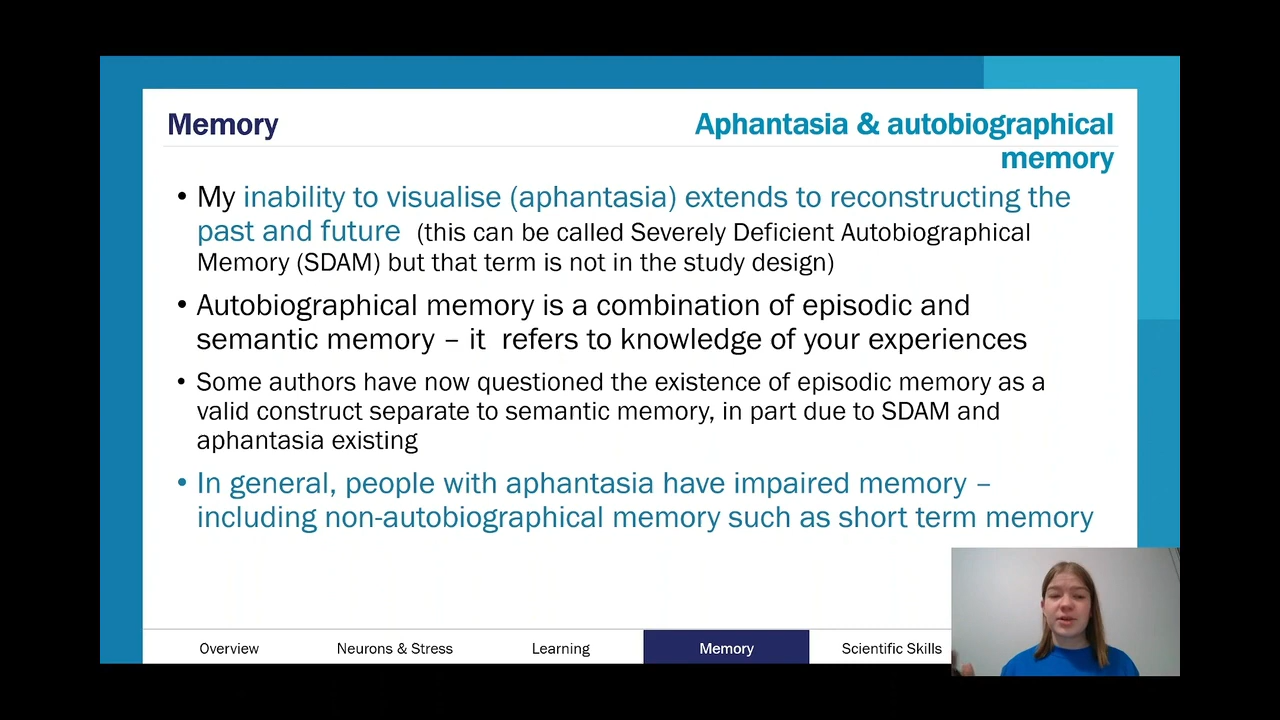 Memory
Aphantasia & autobiographical
memory
• My inability to visualise (aphantasia) extends to reconstructing the
past and future (this can be called Severely Deficient Autobiographical
Memory (SDAM) but that term is not in the study design)
• Autobiographical memory is a combination of episodic and
semantic memory – it refers to knowledge of your experiences
• Some authors have now questioned the existence of episodic memory as a
valid construct separate to semantic memory, in part due to SDAM and
aphantasia existing
• In general, people with aphantasia have impaired memory –
including non-autobiographical memory such as short term memory
Overview Neurons & Stress Learning Memory Scientific Skills